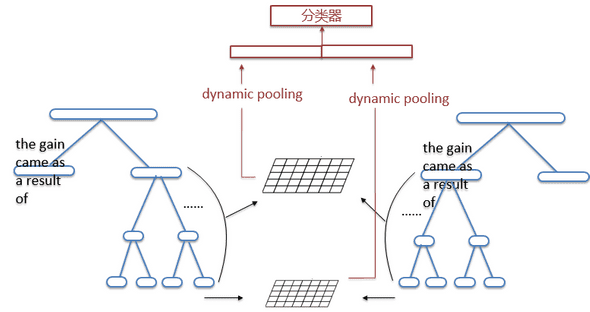 分类器
dynamic pooling
dynamic pooling
the gain
came as
a result
of
......
the gain
came as
a result
of
......